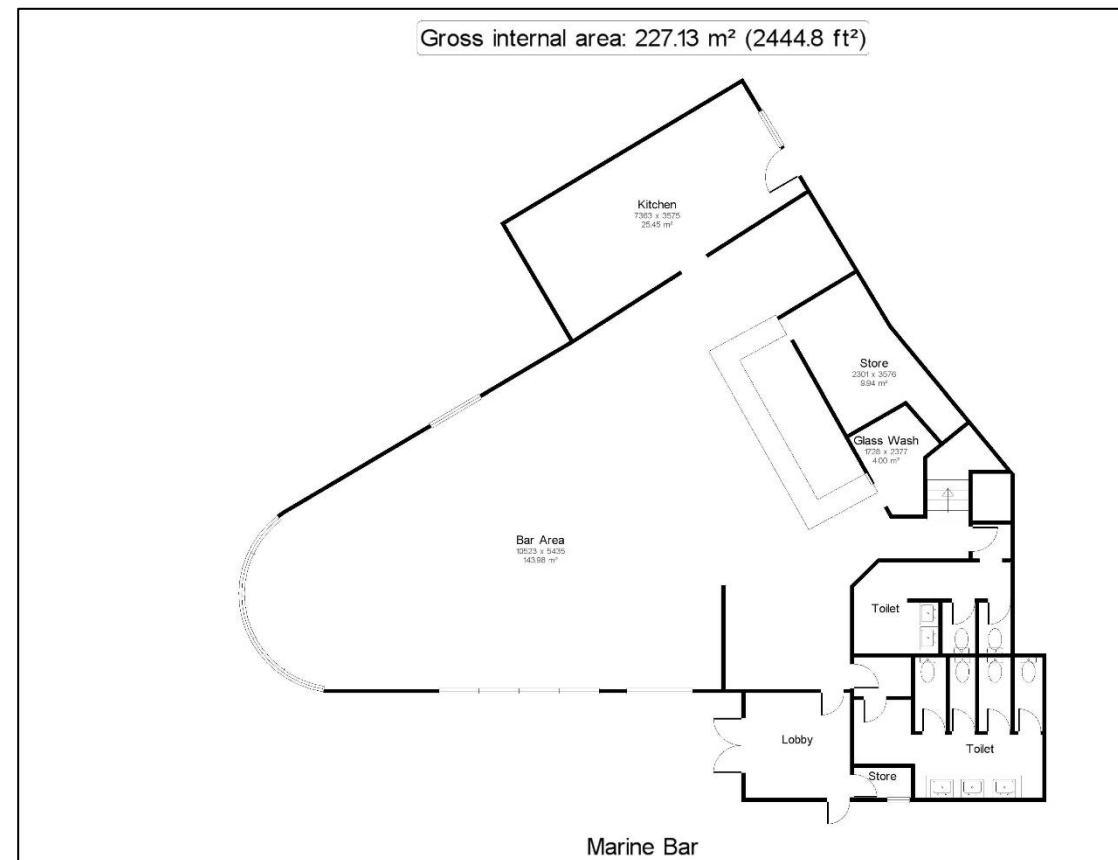 Gross internal area: 227.13 m² (2444.8 ft²)
Kitchen
7363 x 3575
25.45 m²
Store
2301 x 3576
9.94 m²
Glass Wash
1728 x 2377
4.00 m²
Bar Area
10523 x 5435
143.98 m²
Toilet
Lobby
Toilet
Store
Marine Bar